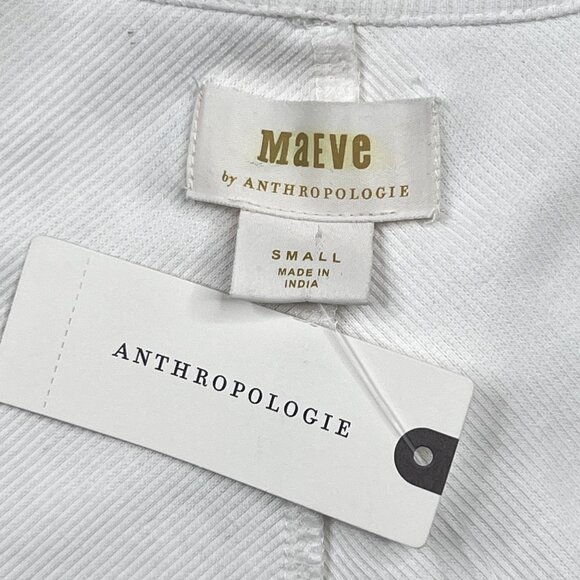 MaEVe
by ANTHROPOLOGIE
SMALL
MADE IN
INDIA
ANTHROPOLOGIE